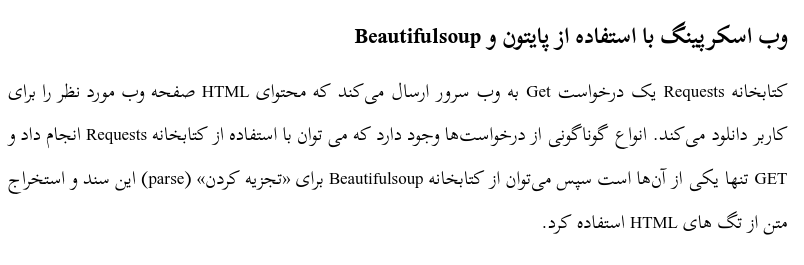 وب اسکرپینگ با استفاده از پایتون و Beautifulsoup
کتابخانه Requests یک درخواست Get به وب سرور ارسال می‌کند که محتوای HTML صفحه وب مورد نظر را برای
کاربر دانلود می‌کند. انواع گوناگونی از درخواست‌ها وجود دارد که می توان با استفاده از کتابخانه Requests انجام داد و
GET تنها یکی از آن‌ها است سپس می‌توان از کتابخانه Beautifulsoup برای «تجزیه کردن» (parse) این سند و استخراج
متن از تگ های HTML استفاده کرد.